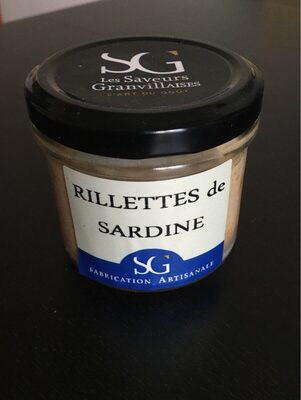 SG
Les Saveurs
Granvillaises
L'ART DU GOÛT
RILLETTES de
SARDINE
SG
Fabrication Artisanale